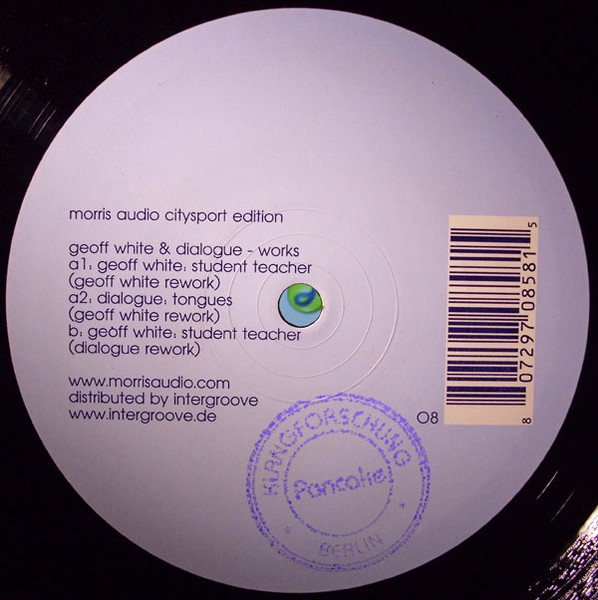 morris audio citysport edition
geoff white & dialogue - works
a1: geoff white: student teacher
(geoff white rework)
a2: dialogue: tongues
(geoff white rework)
b: geoff white: student teacher
(dialogue rework)
www.morrisaudio.com
distributed by intergroove
www.intergroove.de
08
8 07297 08581 5
KLANGFORSCHUNG
Pancake!
BERLIN